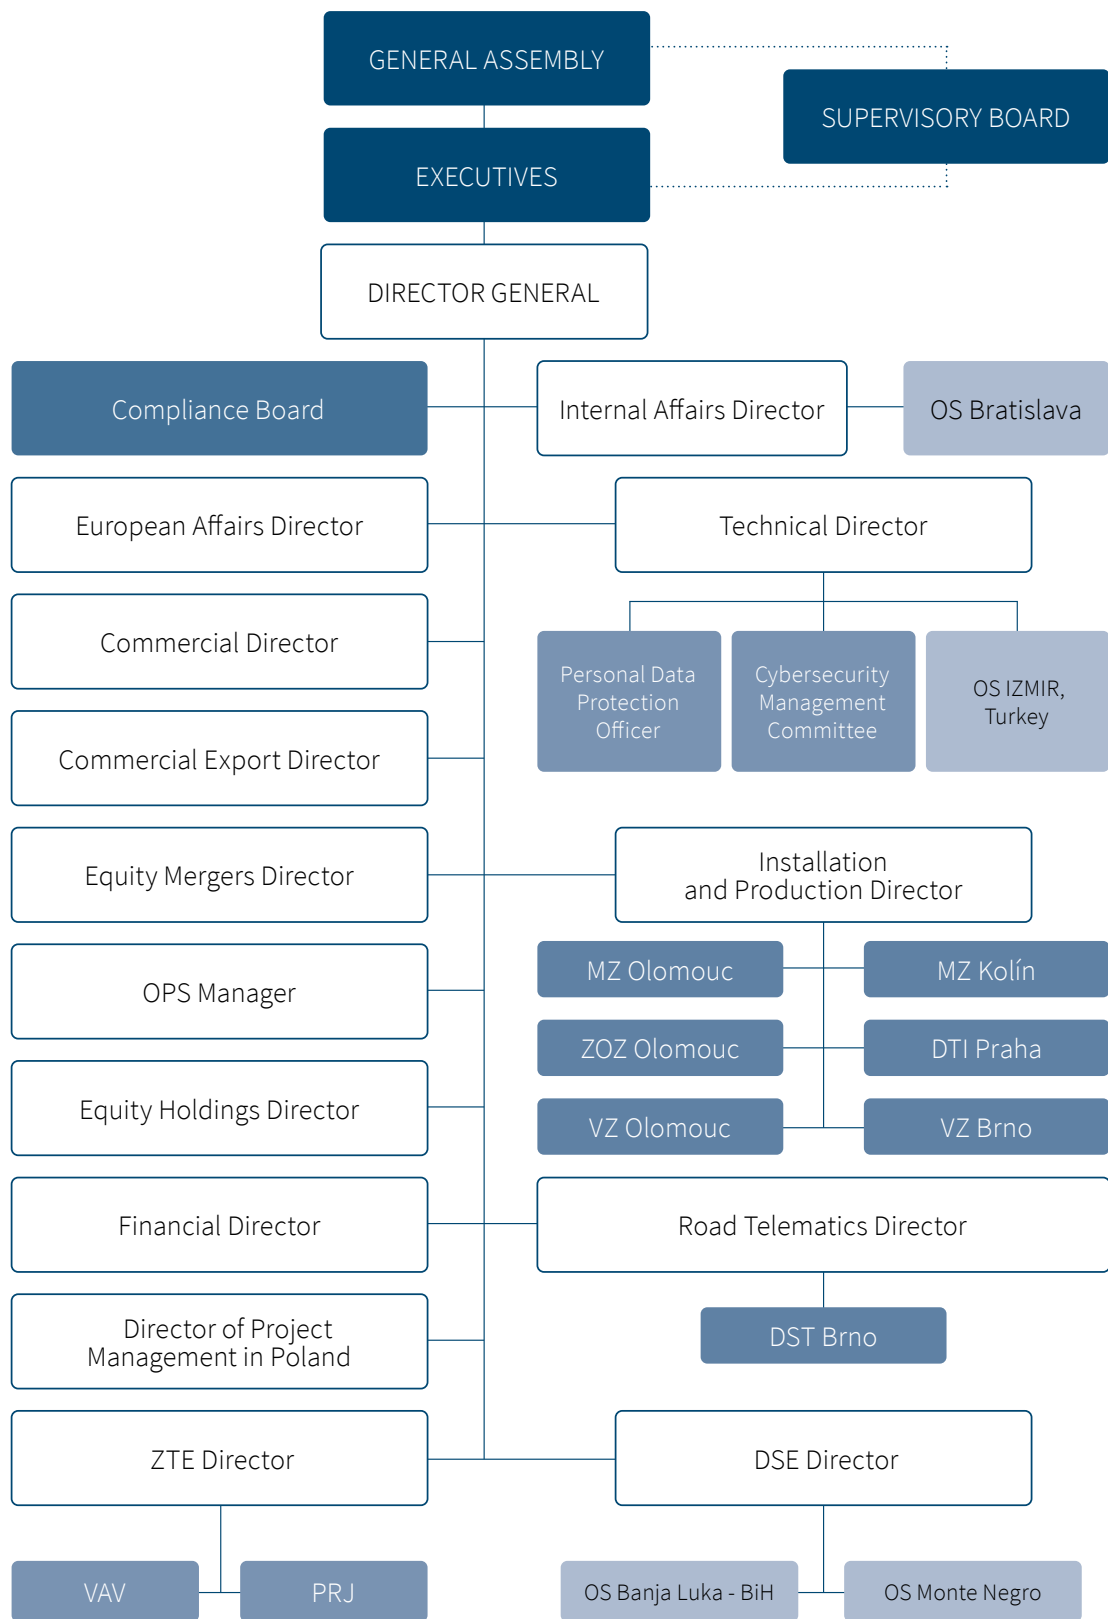 GENERAL ASSEMBLY
SUPERVISORY BOARD
EXECUTIVES
DIRECTOR GENERAL
Compliance Board
Internal Affairs Director
OS Bratislava
European Affairs Director
Technical Director
Commercial Director
Personal Data
Protection
Officer
Cybersecurity
Management
Committee
OS IZMIR,
Turkey
Commercial Export Director
Equity Mergers Director
Installation
and Production Director
OPS Manager
MZ Olomouc
MZ Kolín
ZOZ Olomouc
DTI Praha
Equity Holdings Director
VZ Olomouc
VZ Brno
Financial Director
Road Telematics Director
Director of Project
Management in Poland
DST Brno
ZTE Director
DSE Director
VAV
PRJ
OS Banja Luka - BiH
OS Monte Negro